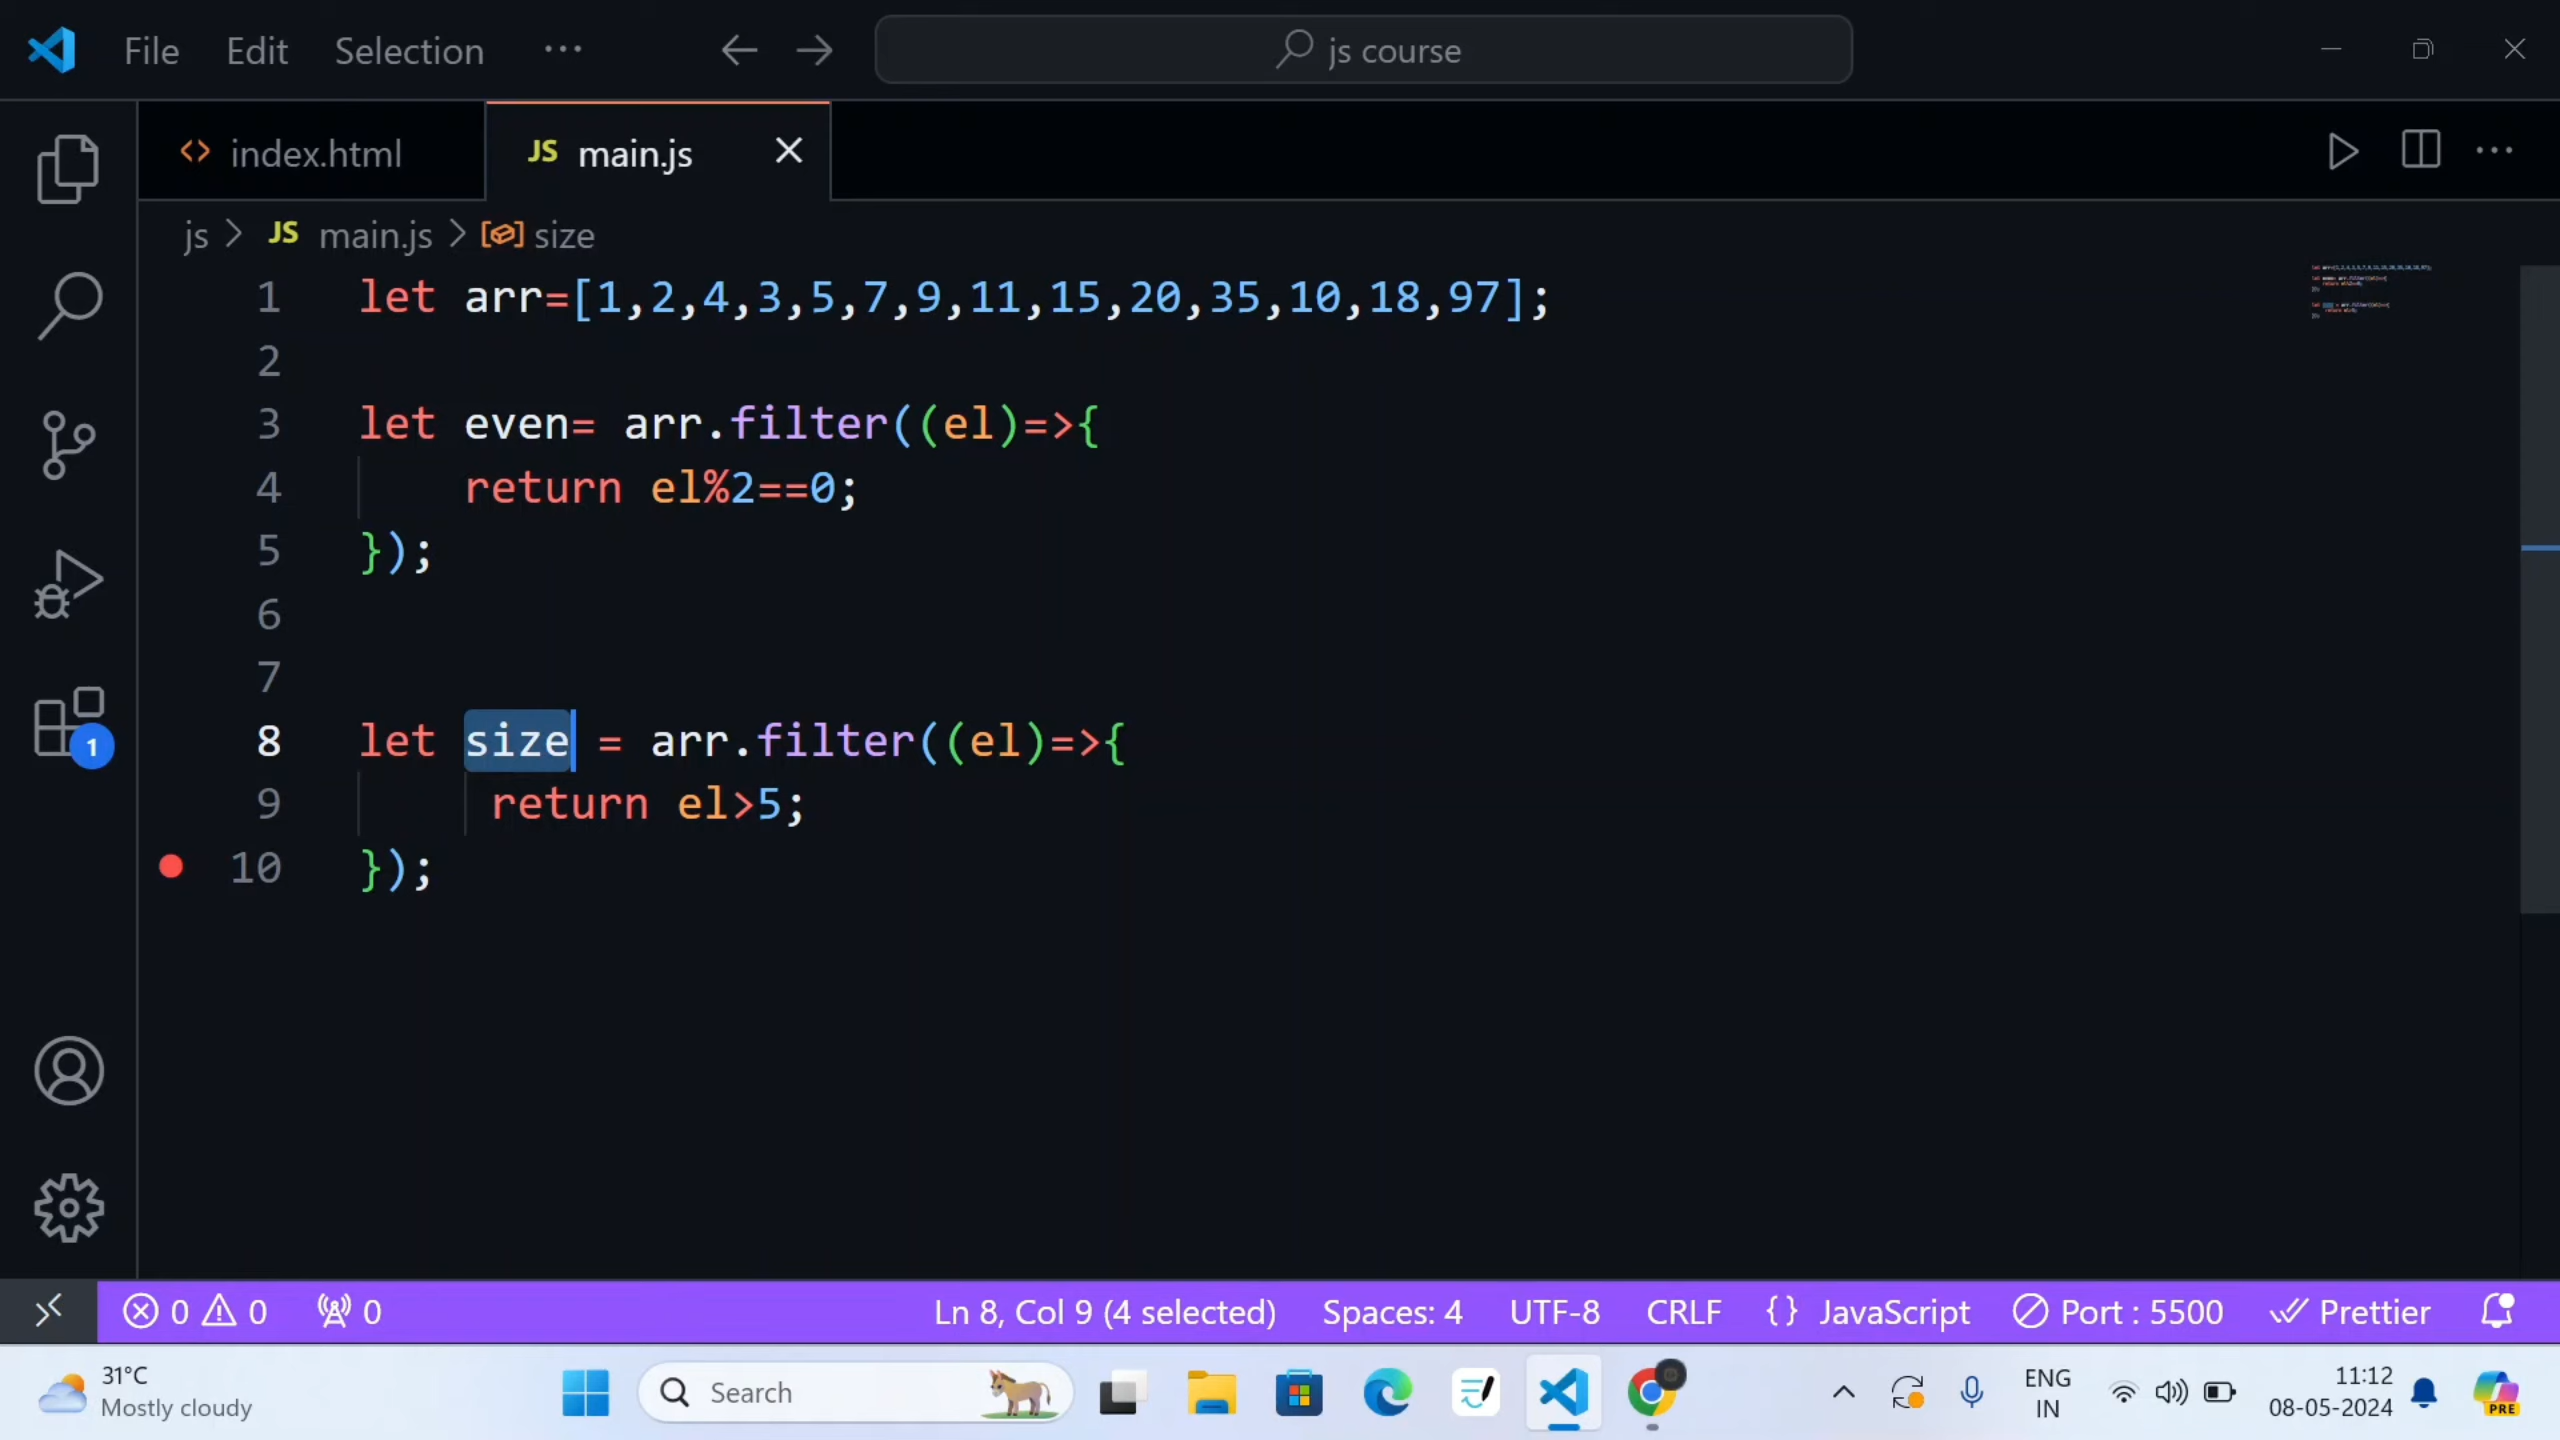 File Edit Selection ··· js course
index.html JS main.js
js > JS main.js > size
1 let arr=[1,2,4,3,5,7,9,11,15,20,35,10,18,97];
2
3 let even= arr.filter((el)=>{
4 return el%2==0;
5 });
6
7
8 let size = arr.filter((el)=>{
9 return el>5;
10 });
1
0 0 0 Ln 8, Col 9 (4 selected) Spaces: 4 UTF-8 CRLF {} JavaScript Port : 5500 Prettier
31°C
Mostly cloudy
Search
ENG
IN
11:12
08-05-2024
PRE